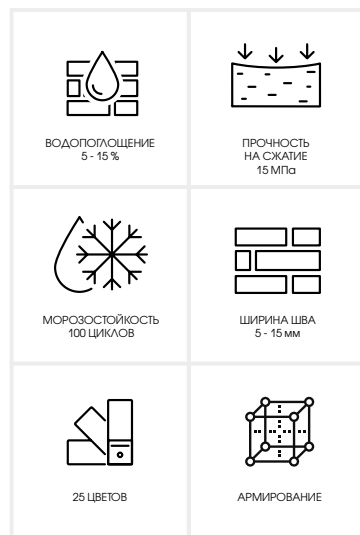 ВОДОПОГЛОЩЕНИЕ
5 - 15 %
ПРОЧНОСТЬ
НА СЖАТИЕ
15 МПа
МОРОЗОСТОЙКОСТЬ
100 ЦИКЛОВ
ШИРИНА ШВА
5 - 15 мм
25 ЦВЕТОВ
АРМИРОВАНИЕ